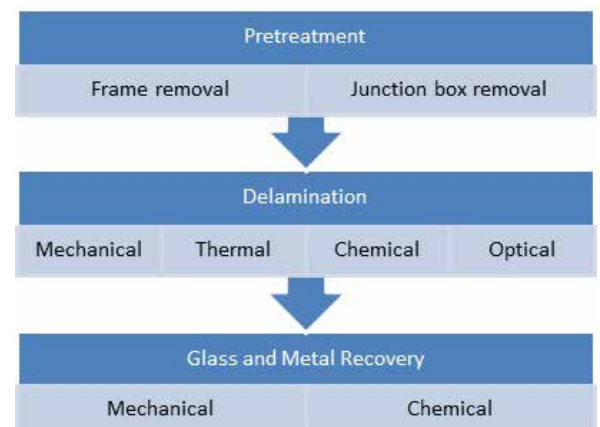 Pretreatment
Frame removal Junction box removal
Delamination
Mechanical Thermal Chemical Optical
Glass and Metal Recovery
Mechanical Chemical